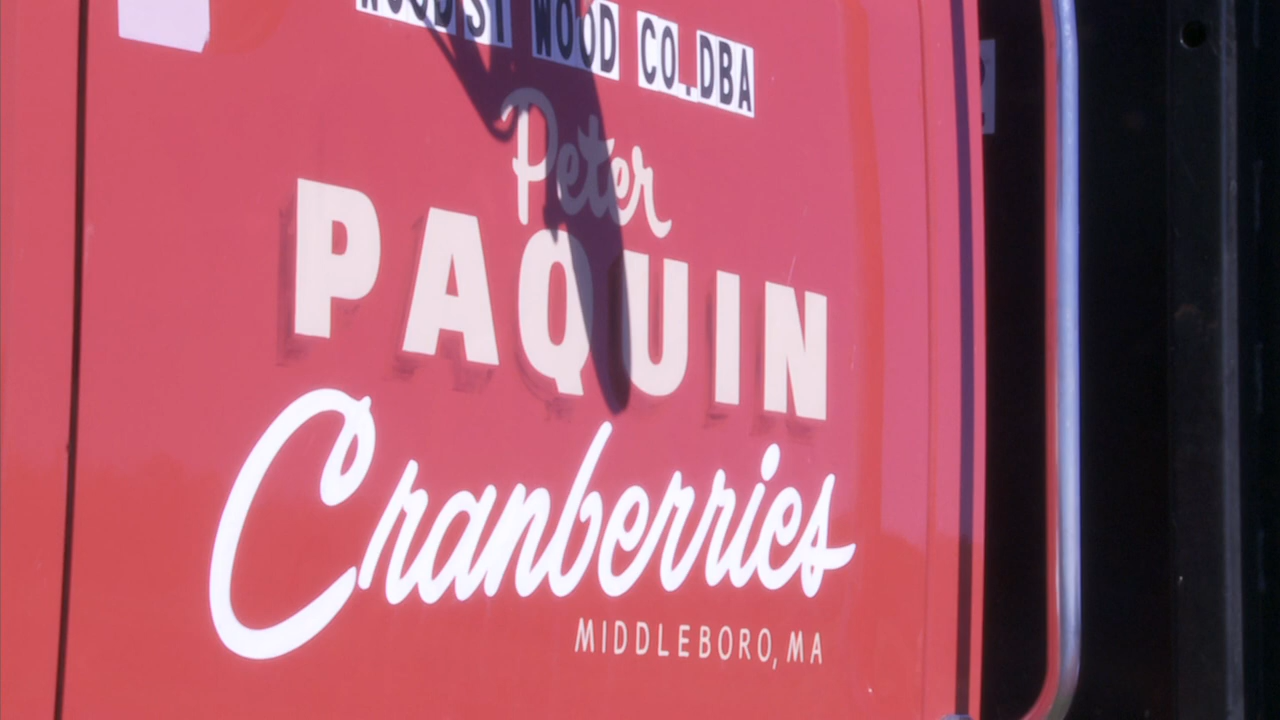 WOOD ST WOOD CO. DBA
Peter
PAQUIN
Cranberries
MIDDLEBORO, MA